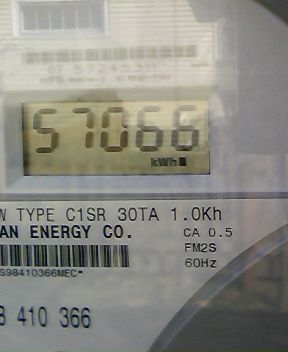 57066
kWh
W TYPE C1SR 30TA 1.0Kh
AN ENERGY CO.
CA 0.5
FM2S
S98410366MEC*
60Hz
8 410 366